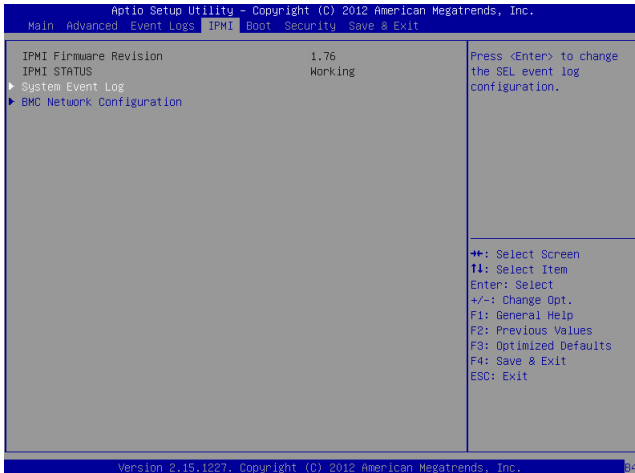 Aptio Setup Utility – Copyright (C) 2012 American Megatrends, Inc.
Main Advanced Event Logs IPMI Boot Security Save & Exit
IPMI Firmware Revision 1.76
IPMI STATUS Working
System Event Log
BMC Network Configuration
Press <Enter> to change
the SEL event log
configuration.
→←: Select Screen
↑↓: Select Item
Enter: Select
+/-: Change Opt.
F1: General Help
F2: Previous Values
F3: Optimized Defaults
F4: Save & Exit
ESC: Exit
Version 2.15.1227. Copyright (C) 2012 American Megatrends, Inc.
B4